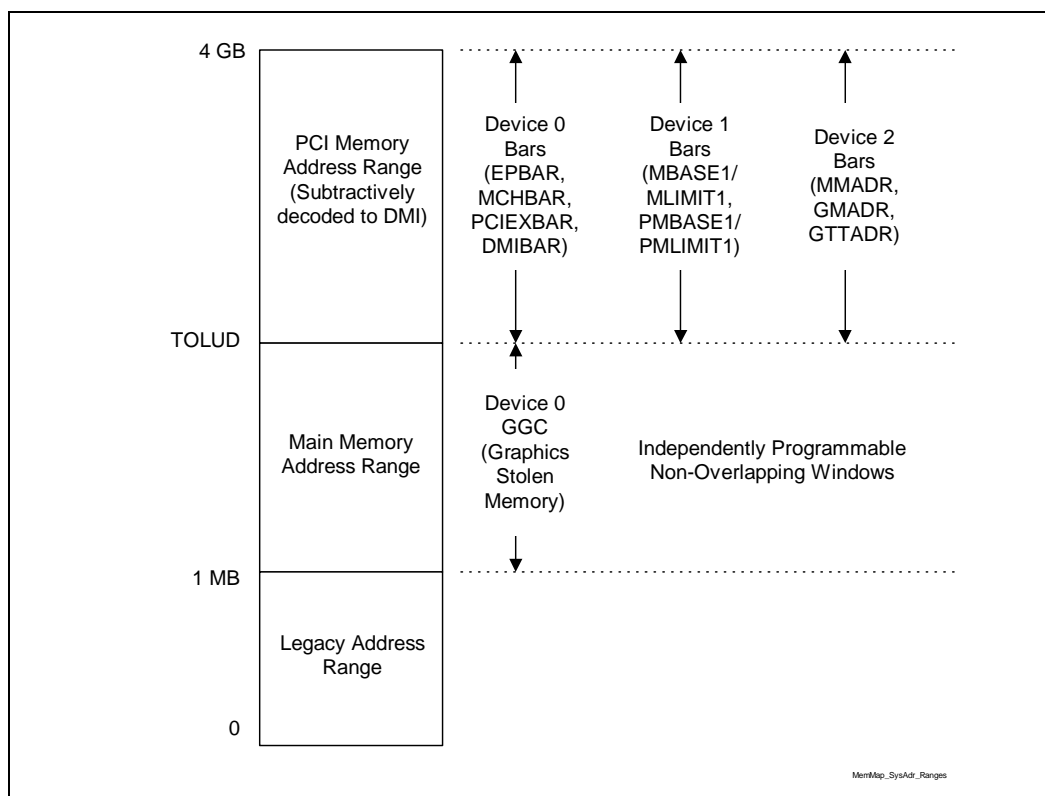 4 GB
PCI Memory
Address Range
(Subtractively
decoded to DMI)
Device 0
Bars
(EPBAR,
MCHBAR,
PCIEXBAR,
DMIBAR)
Device 1
Bars
(MBASE1/
MLIMIT1,
PMBASE1/
PMLIMIT1)
Device 2
Bars
(MMADR,
GMADR,
GTTADR)
TOLUD
Main Memory
Address Range
Device 0
GGC
(Graphics
Stolen
Memory)
Independently Programmable
Non-Overlapping Windows
1 MB
Legacy Address
Range
0
MemMap_SysAdr_Ranges